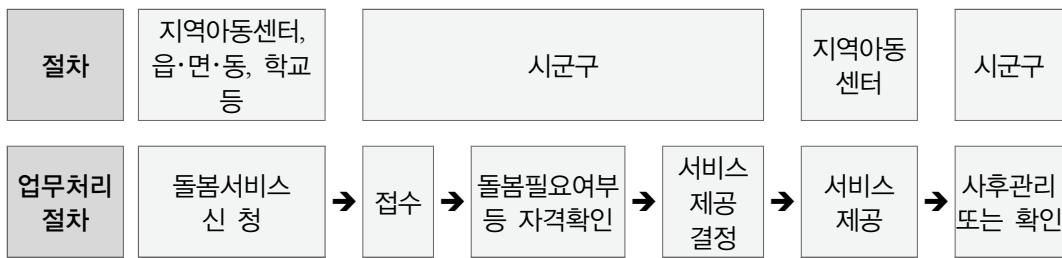 절차
지역아동센터,
읍·면·동, 학교
등
시군구
지역아동
센터
시군구
업무처리
절차
돌봄서비스
신 청
➔
접수
➔
돌봄필요여부
등 자격확인
➔
서비스
제공
결정
➔
서비스
제공
➔
사후관리
또는 확인